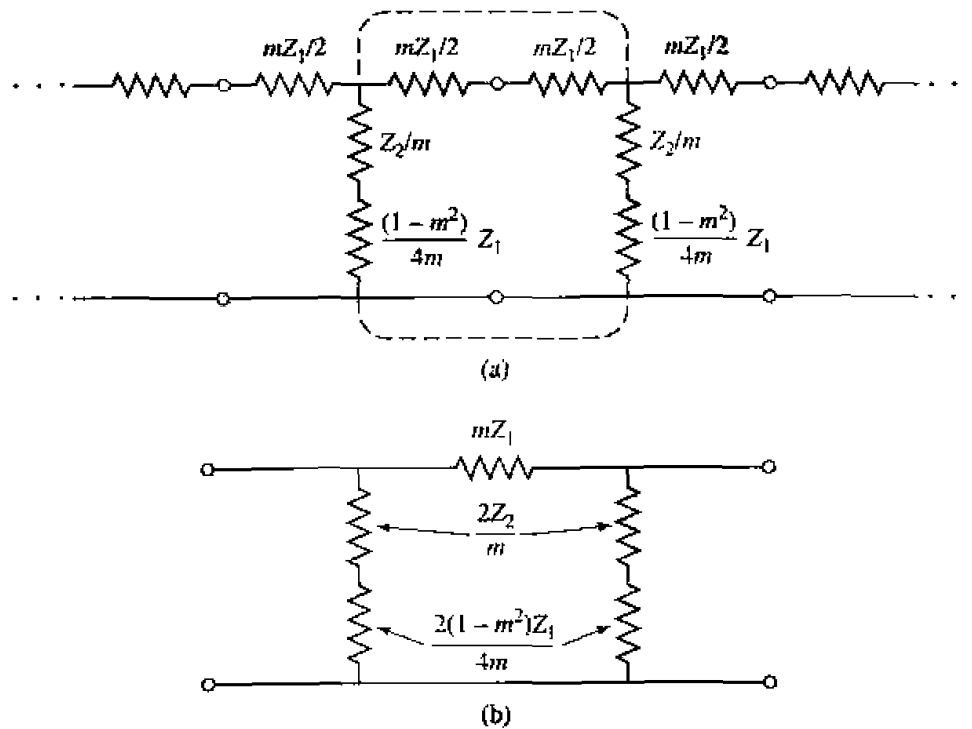 mZ₁/2 mZ₁/2 mZ₁/2 mZ₁/2
Z₂/m Z₂/m
(1 – m²)/4m Z₁ (1 – m²)/4m Z₁
(a)
mZ₁
2Z₂/m
2(1 – m²)Z₁/4m
(b)